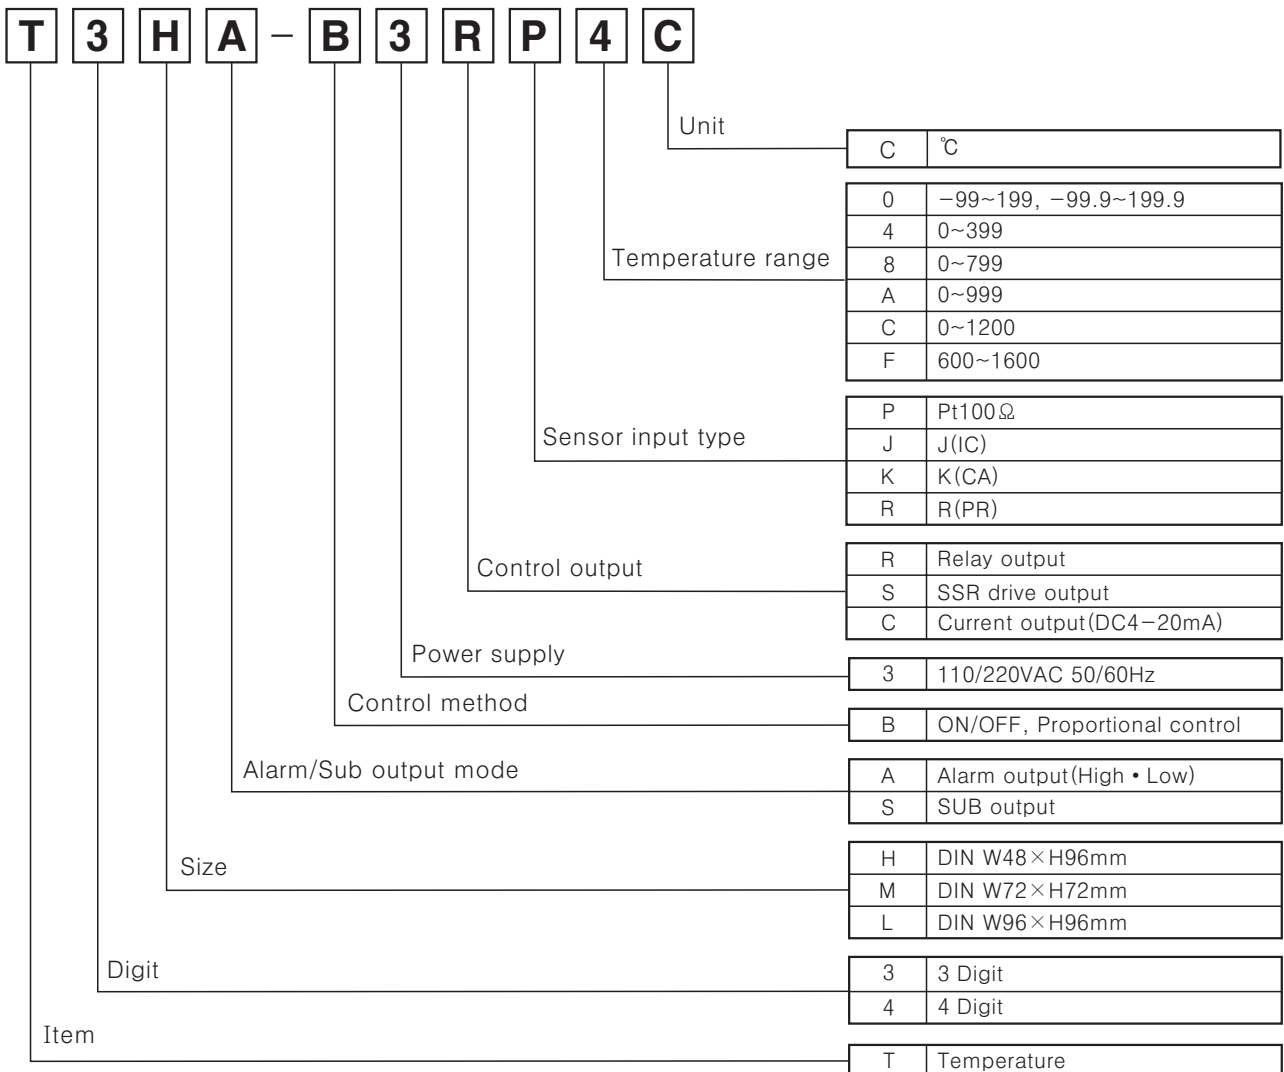 T 3 H A - B 3 R P 4 C
Unit
C ℃
Temperature range
0 -99~199, -99.9~199.9
4 0~399
8 0~799
A 0~999
C 0~1200
F 600~1600
Sensor input type
P Pt100Ω
J J(IC)
K K(CA)
R R(PR)
Control output
R Relay output
S SSR drive output
C Current output(DC4-20mA)
Power supply
3 110/220VAC 50/60Hz
Control method
B ON/OFF, Proportional control
Alarm/Sub output mode
A Alarm output(High • Low)
S SUB output
Size
H DIN W48×H96mm
M DIN W72×H72mm
L DIN W96×H96mm
Digit
3 3 Digit
4 4 Digit
Item
T Temperature